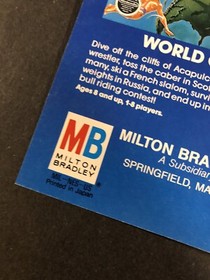 WORLD
Dive off the cliffs of Acapulco
wrestler, toss the caber in Scot
many, ski a French slalom, surv
weights in Russia, and end up in
bull riding contest!
Ages 8 and up, 1-8 players.
MB
MILTON
BRADLEY
Printed in Japan
MILTON BRA
A Subsidiar
SPRINGFIELD, MA